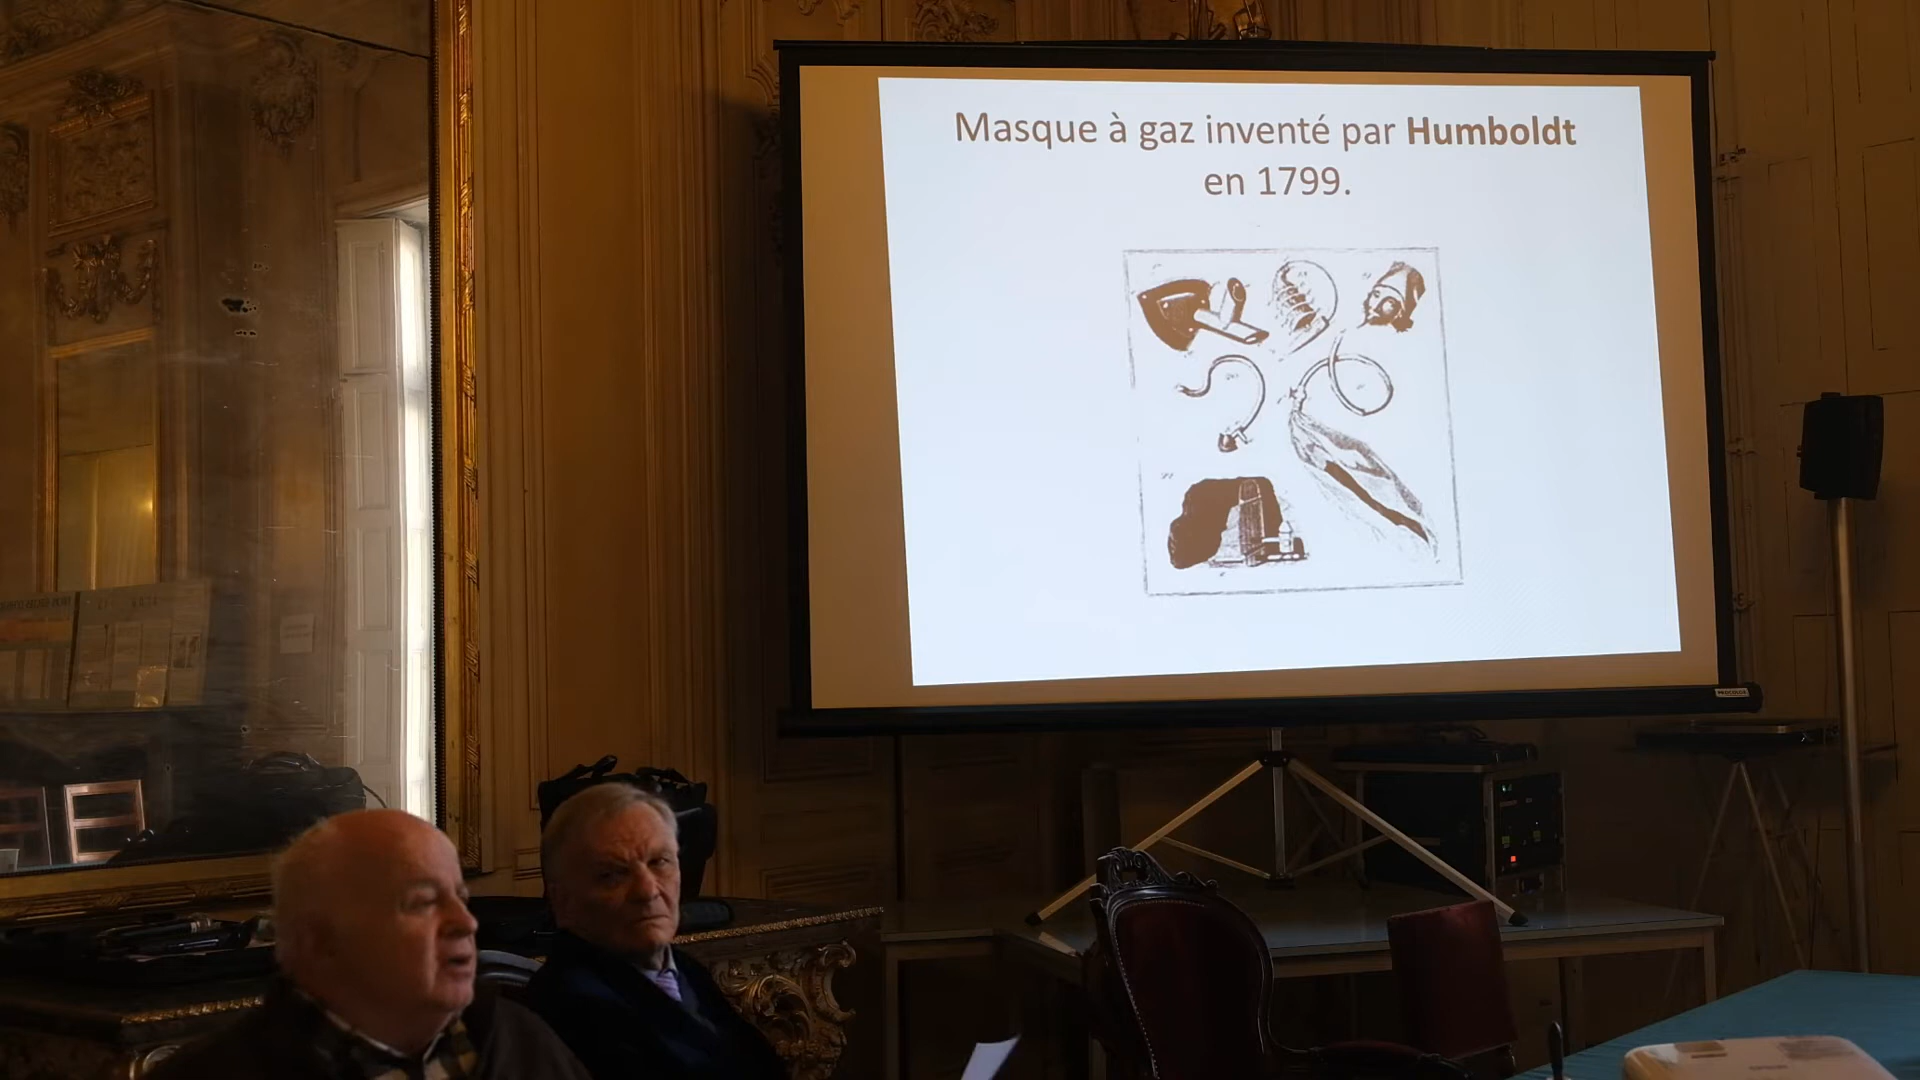 Masque à gaz inventé par Humboldt
en 1799.